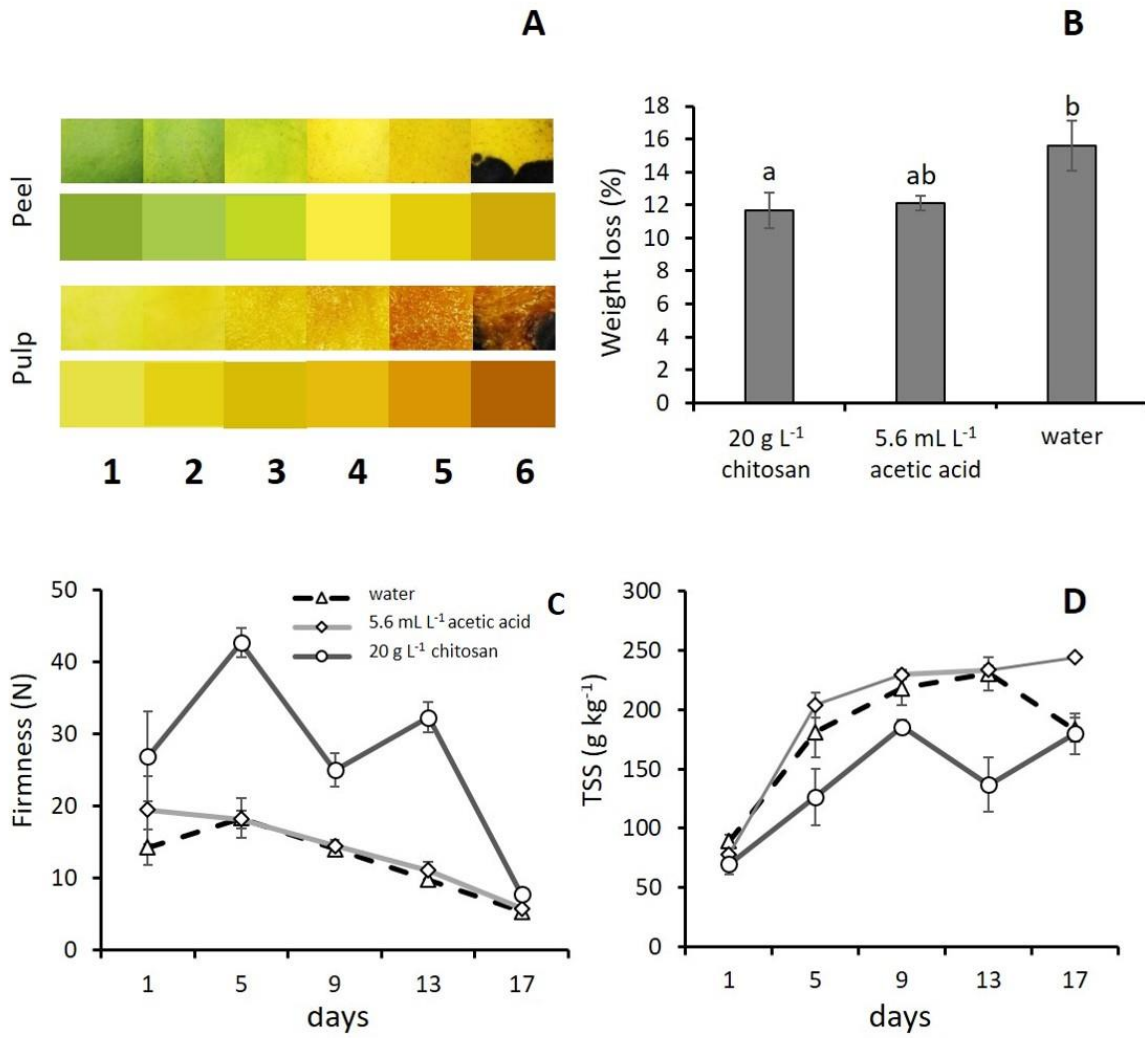 A
Peel
Pulp
1 2 3 4 5 6
B
Weight loss (%)
18
16
14
12
10
8
6
4
2
0
a
ab
b
20 g L⁻¹
chitosan
5.6 mL L⁻¹
acetic acid
water
C
Firmness (N)
50
40
30
20
10
0
water
5.6 mL L⁻¹ acetic acid
20 g L⁻¹ chitosan
1 5 9 13 17
days
D
TSS (g kg⁻¹)
300
250
200
150
100
50
0
1 5 9 13 17
days